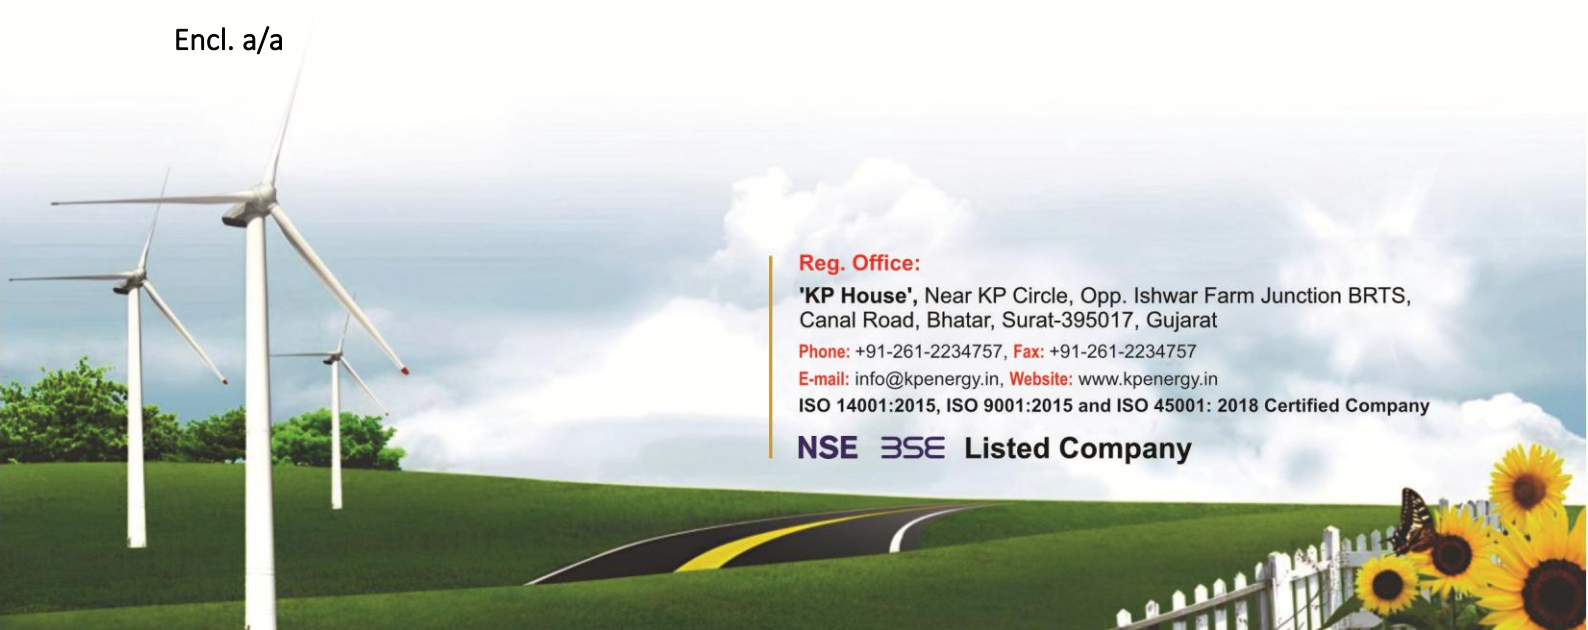 Encl. a/a
Reg. Office:
'KP House', Near KP Circle, Opp. Ishwar Farm Junction BRTS,
Canal Road, Bhatar, Surat-395017, Gujarat
Phone: +91-261-2234757, Fax: +91-261-2234757
E-mail: info@kpenergy.in, Website: www.kpenergy.in
ISO 14001:2015, ISO 9001:2015 and ISO 45001: 2018 Certified Company
NSE BSE Listed Company